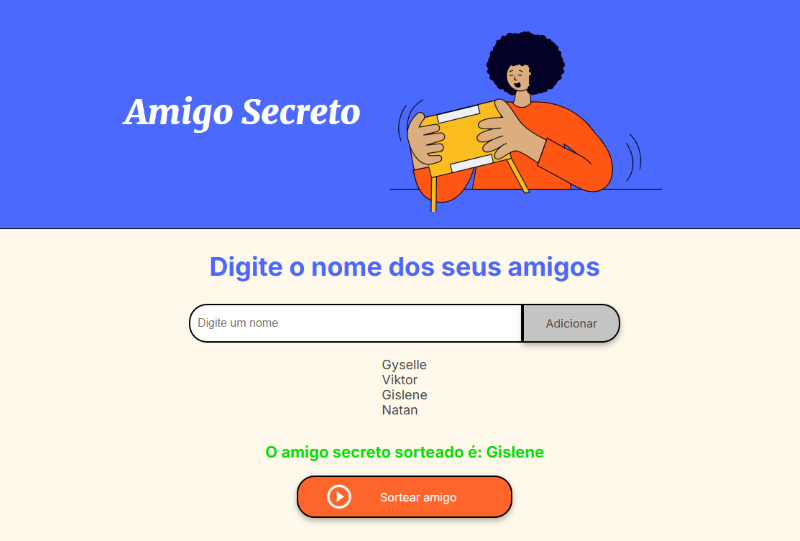 Amigo Secreto
Digite o nome dos seus amigos
Digite um nome
Adicionar
Gyselle
Viktor
Gislene
Natan
O amigo secreto sorteado é: Gislene
Sortear amigo